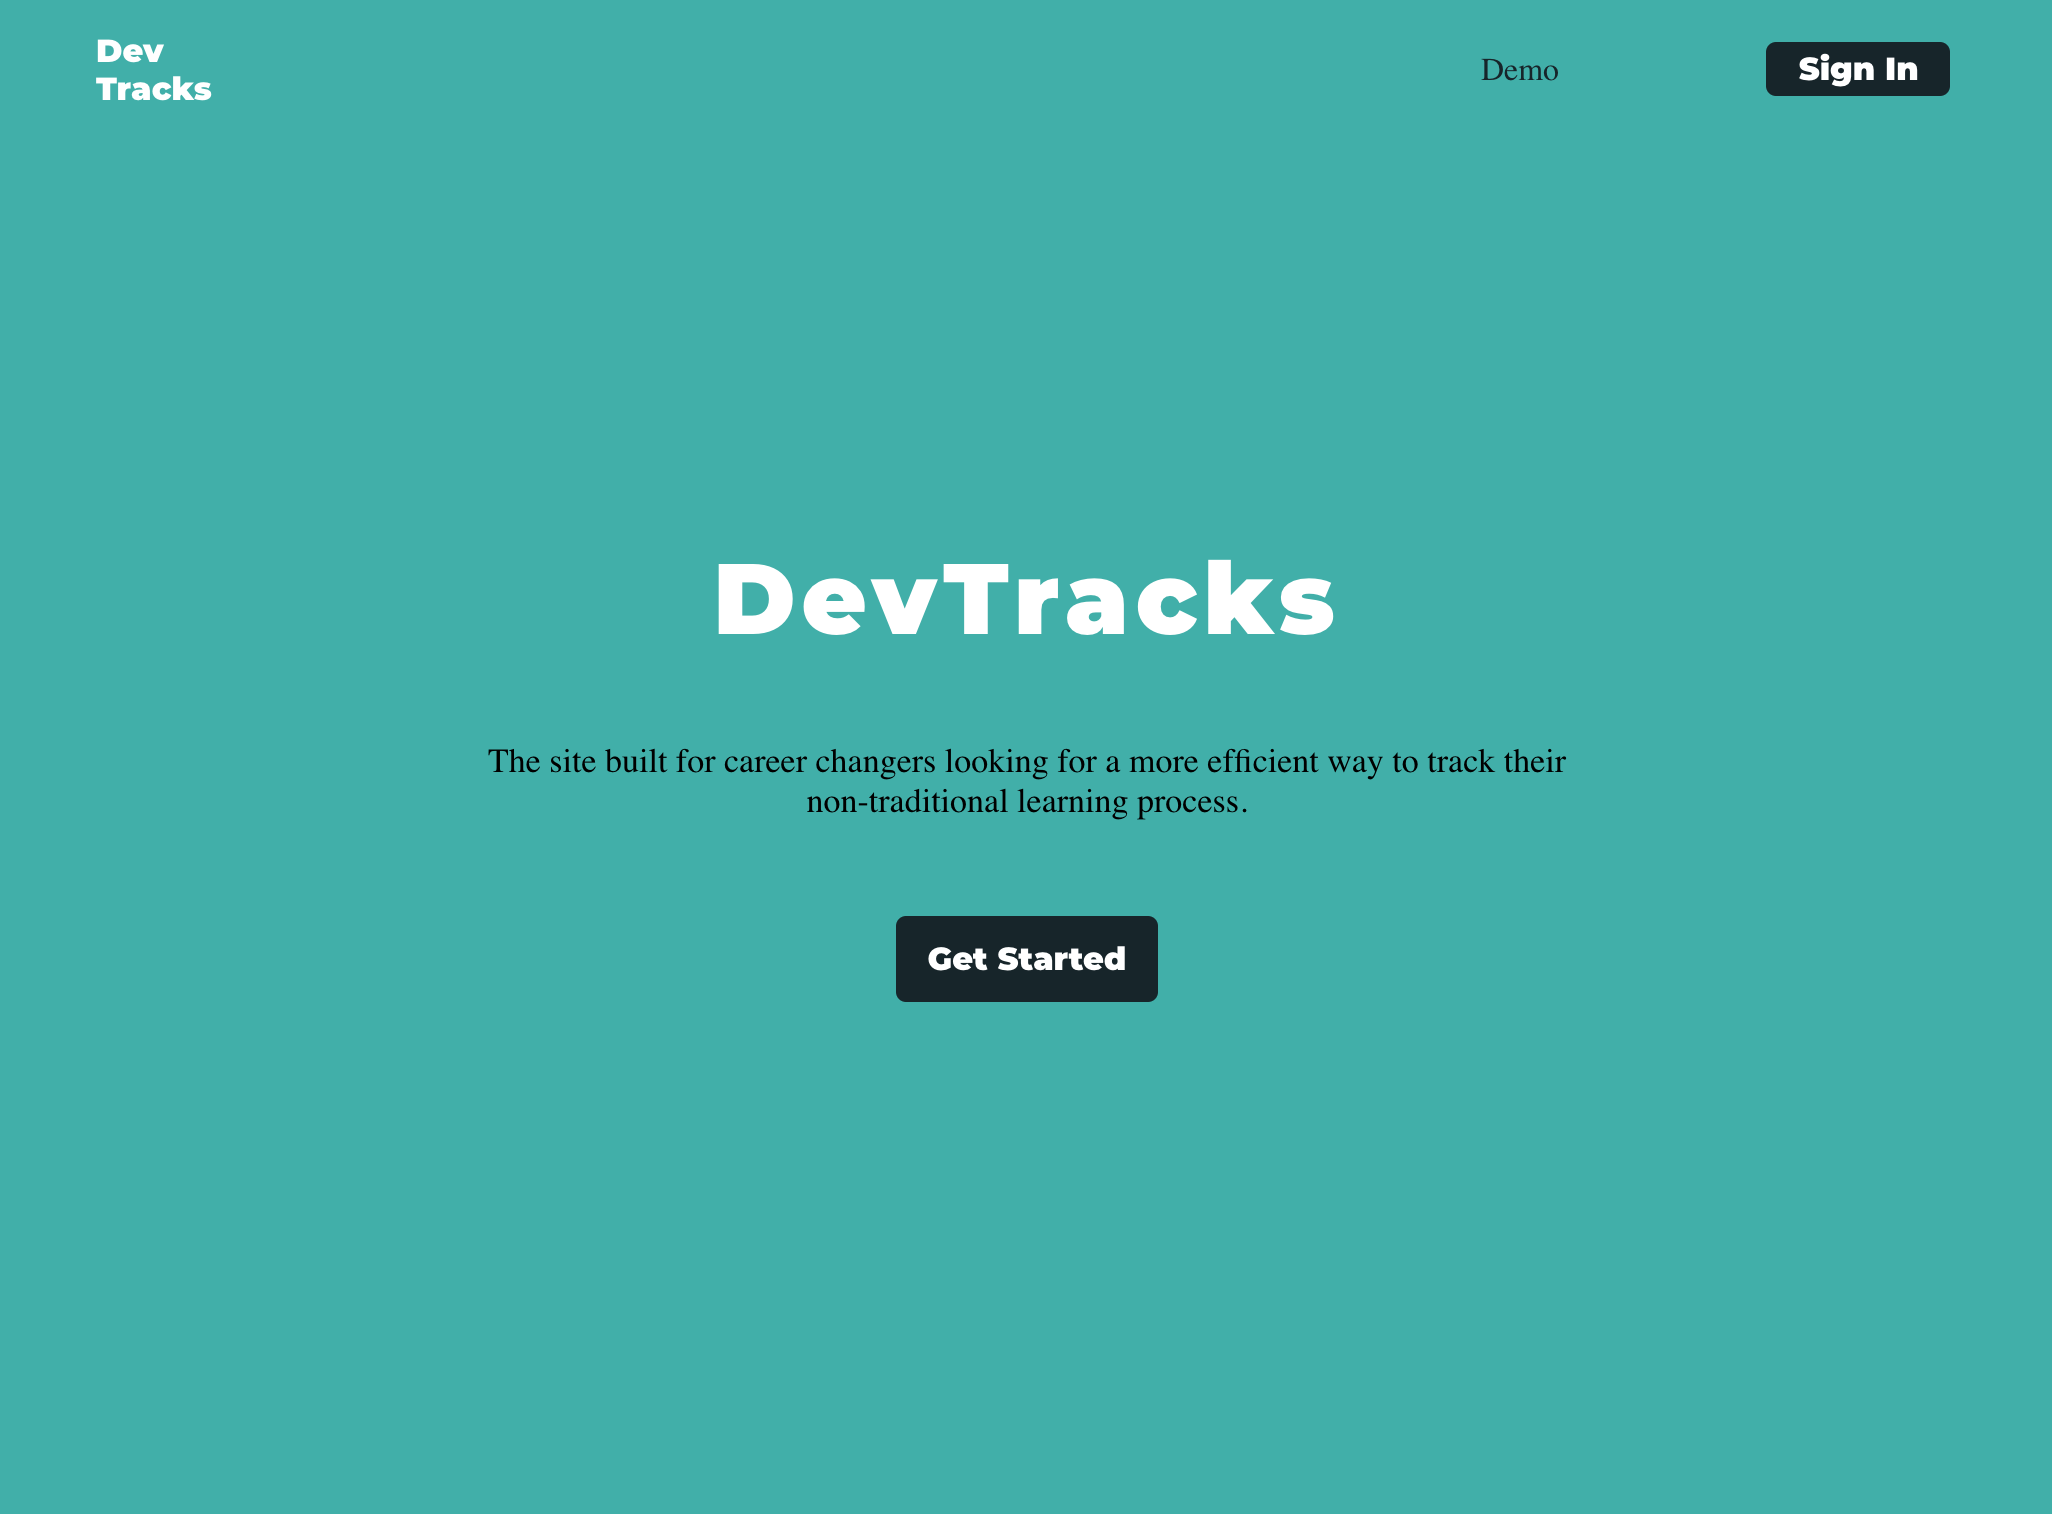 Dev
Tracks
Demo
Sign In
DevTracks
The site built for career changers looking for a more efficient way to track their
non-traditional learning process.
Get Started